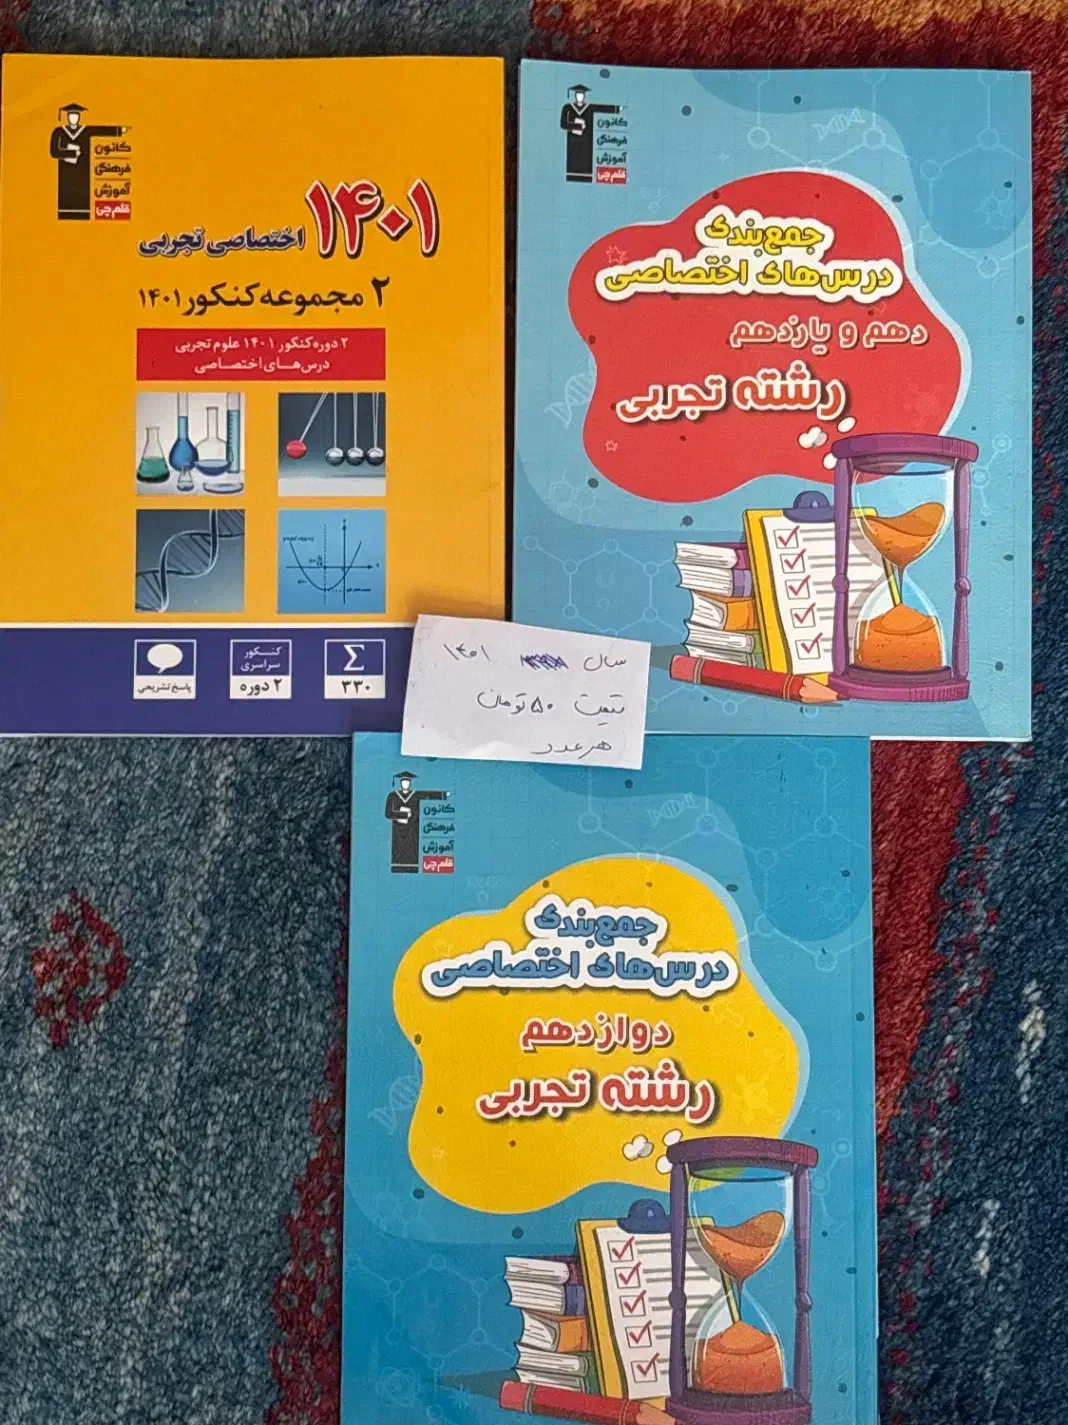 کانون
فرهنگی
آموزش
قلم‌چی
۱۴۰۱
اختصاصی تجربی
۲ مجموعه کنکور ۱۴۰۱
۲ دوره کنکور ۱۴۰۱ علوم تجربی
درس‌های اختصاصی
Σ
۳۳۰
کنکور
سراسری
۲ دوره
پاسخ تشریحی
کانون
فرهنگی
آموزش
قلم‌چی
جمع‌بندی
درس‌های اختصاصی
دهم و یازدهم
رشته تجربی
سال ۱۴۰۱
قیمت ۸۰ تومان
هر عدد
کانون
فرهنگی
آموزش
قلم‌چی
جمع‌بندی
درس‌های اختصاصی
دوازدهم
رشته تجربی